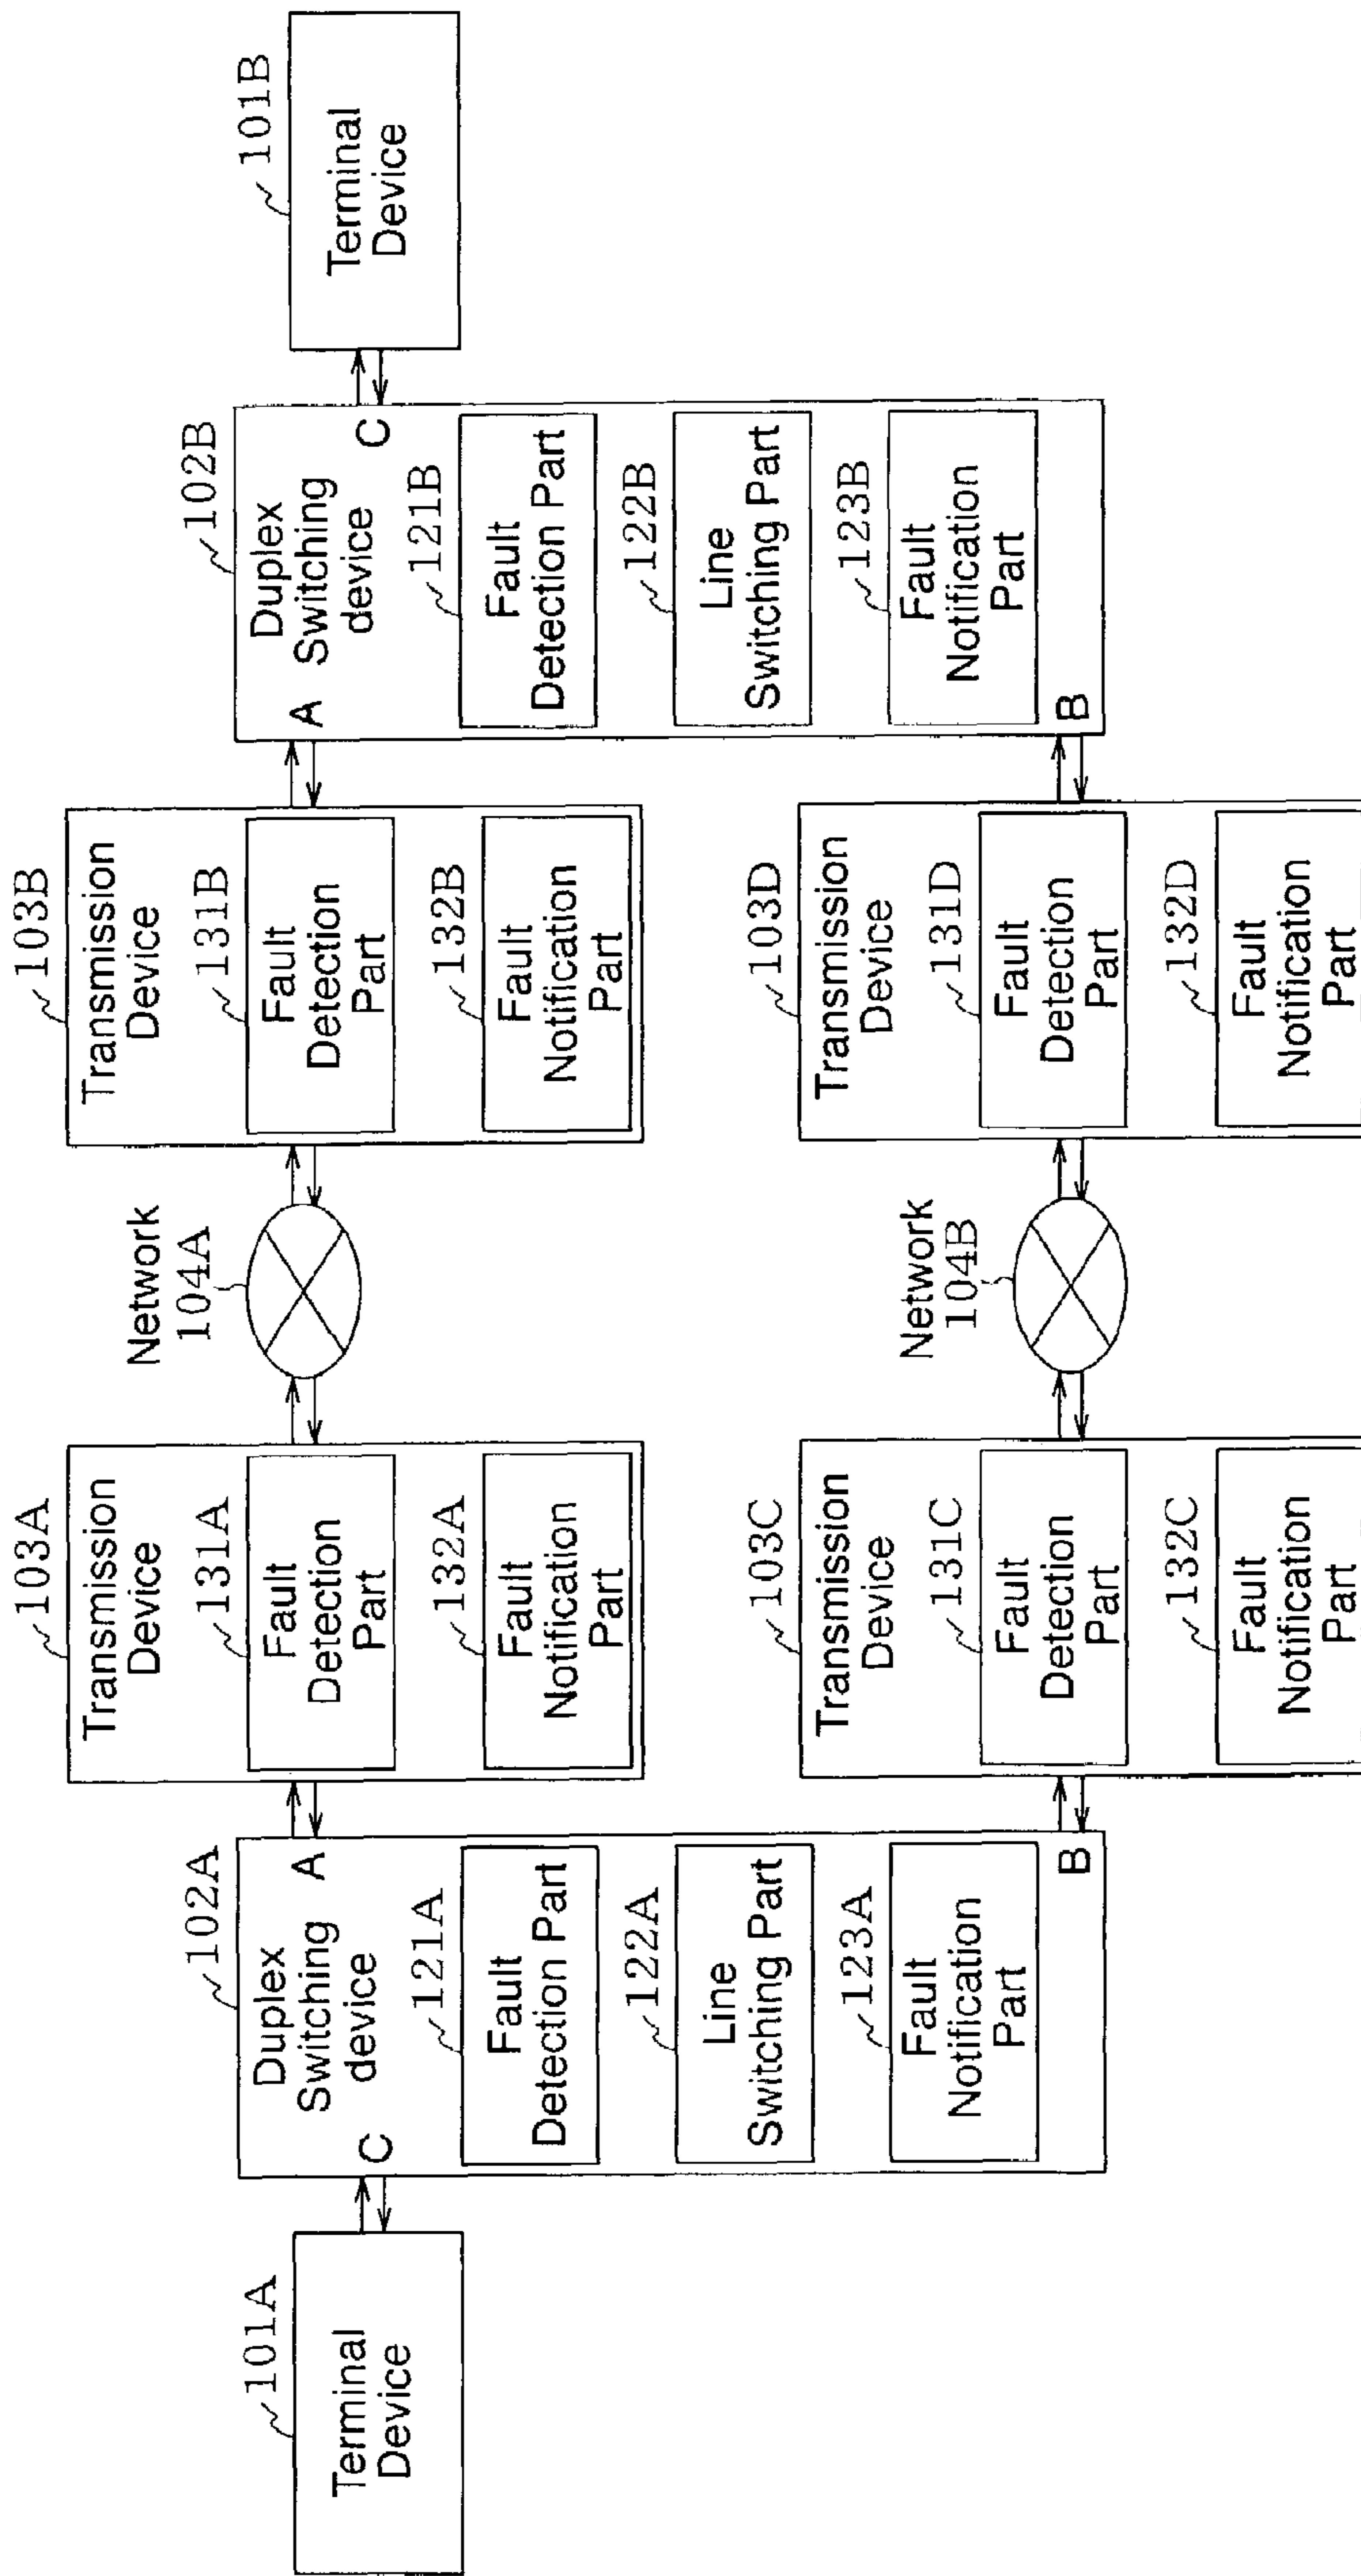 101A
Terminal
Device
102A
Duplex
Switching
device
C
A
121A
Fault
Detection Part
122A
Line
Switching Part
123A
Fault
Notification
Part
B
103A
Transmission
Device
131A
Fault
Detection
Part
132A
Fault
Notification
Part
103C
Transmission
Device
131C
Fault
Detection
Part
132C
Fault
Notification
Part
Network
104A
Network
104B
103B
Transmission
Device
131B
Fault
Detection
Part
132B
Fault
Notification
Part
103D
Transmission
Device
131D
Fault
Detection
Part
132D
Fault
Notification
Part
102B
Duplex
Switching
device
A
C
121B
Fault
Detection Part
122B
Line
Switching Part
123B
Fault
Notification
Part
B
101B
Terminal
Device